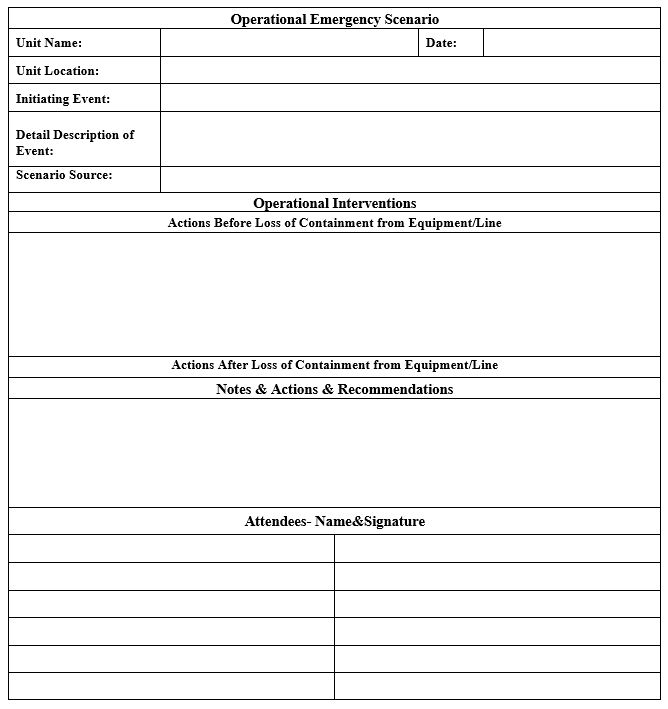 Operational Emergency Scenario
Unit Name:
Date:
Unit Location:
Initiating Event:
Detail Description of
Event:
Scenario Source:
Operational Interventions
Actions Before Loss of Containment from Equipment/Line
Actions After Loss of Containment from Equipment/Line
Notes & Actions & Recommendations
Attendees- Name&Signature